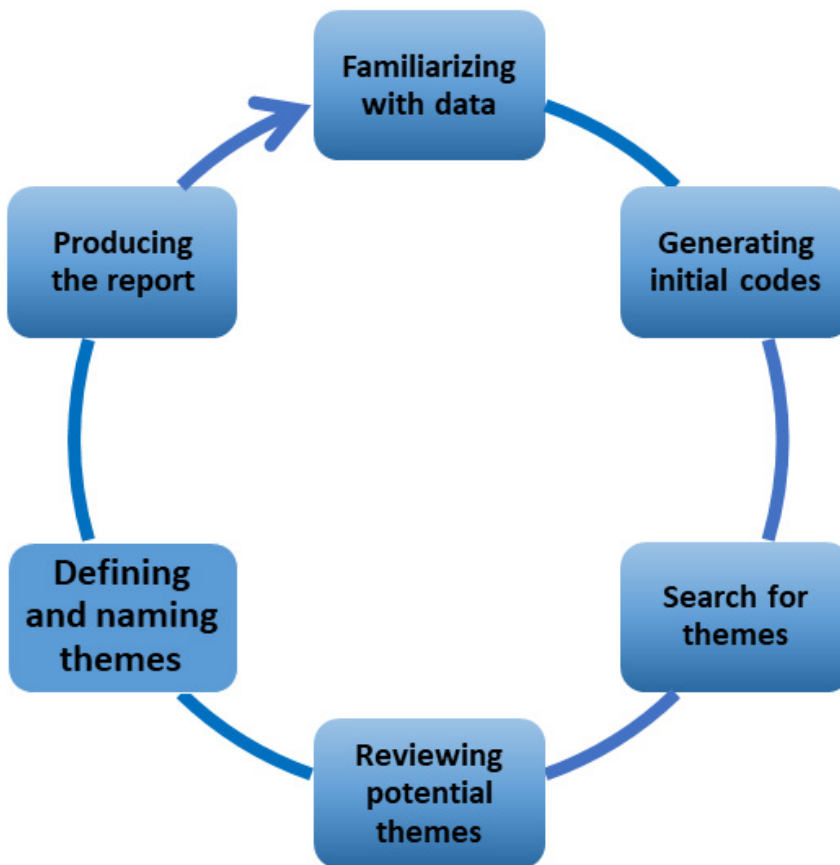 Familiarizing
with data
Generating
initial codes
Search for
themes
Reviewing
potential
themes
Defining
and naming
themes
Producing
the report